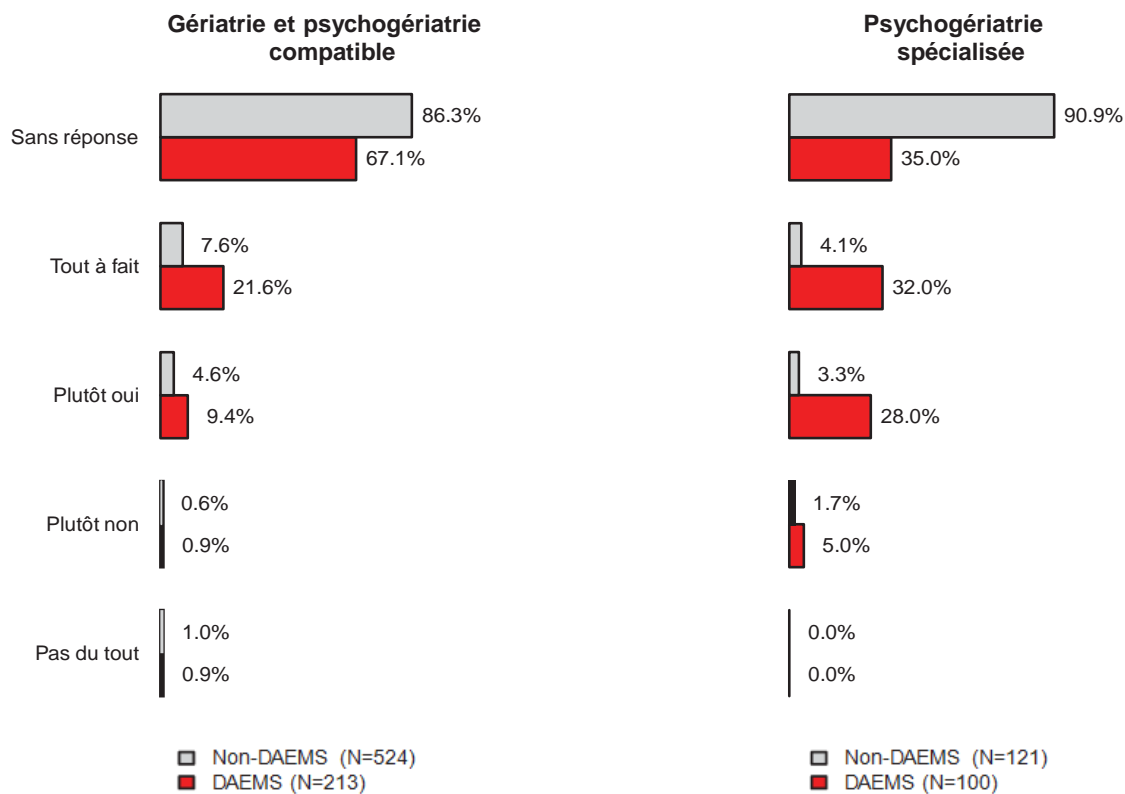 Gériatrie et psychogériatrie
compatible
Psychogériatrie
spécialisée
Sans réponse
86.3%
67.1%
90.9%
35.0%
Tout à fait
7.6%
21.6%
4.1%
32.0%
Plutôt oui
4.6%
9.4%
3.3%
28.0%
Plutôt non
0.6%
0.9%
1.7%
5.0%
Pas du tout
1.0%
0.9%
0.0%
0.0%
Non-DAEMS (N=524)
DAEMS (N=213)
Non-DAEMS (N=121)
DAEMS (N=100)